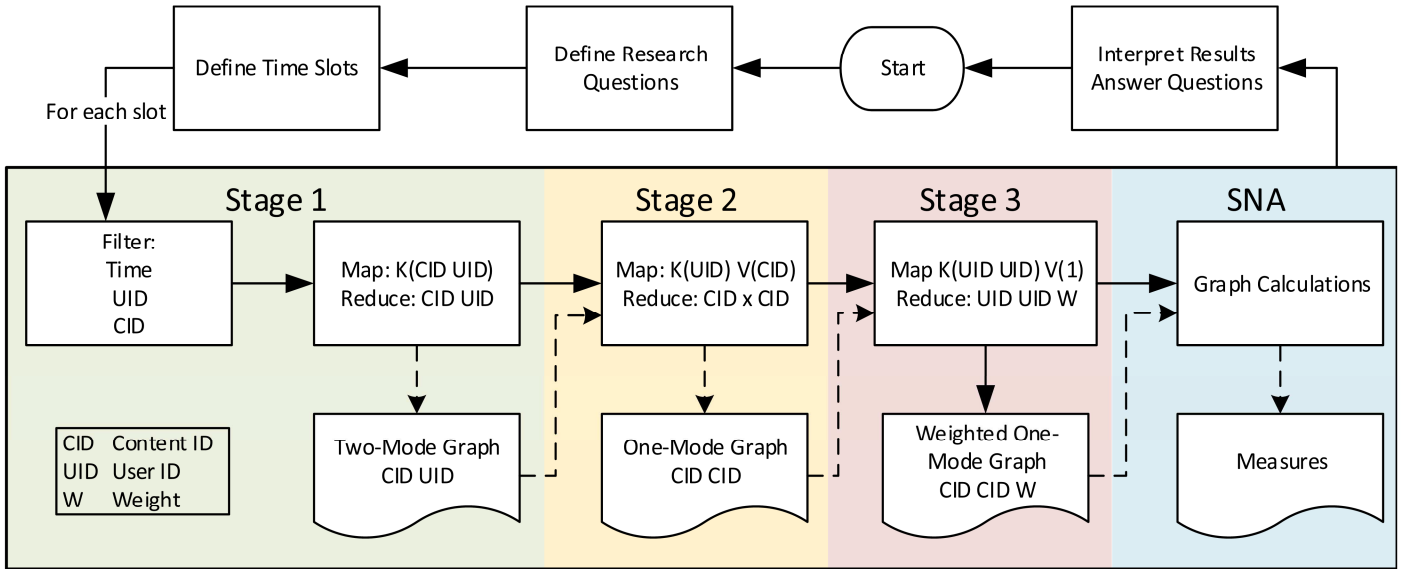 Define Time Slots
Define Research
Questions
Start
Interpret Results
Answer Questions
For each slot
Stage 1
Stage 2
Stage 3
SNA
Filter:
Time
UID
CID
Map: K(CID UID)
Reduce: CID UID
Map: K(UID) V(CID)
Reduce: CID x CID
Map K(UID UID) V(1)
Reduce: UID UID W
Graph Calculations
CID Content ID
UID User ID
W Weight
Two-Mode Graph
CID UID
One-Mode Graph
CID CID
Weighted One-
Mode Graph
CID CID W
Measures